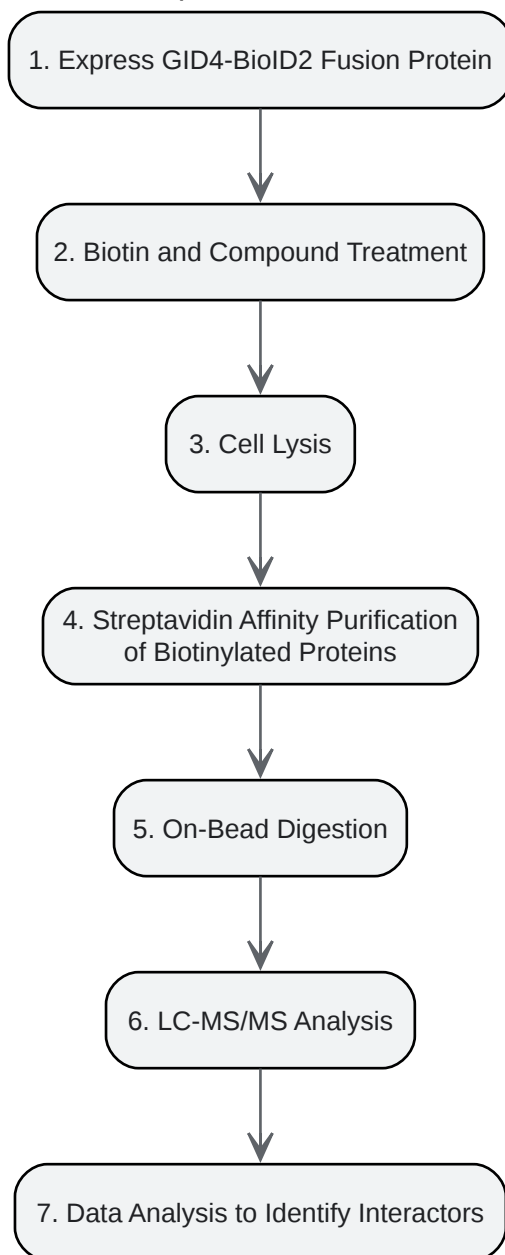 1. Express GID4-BioID2 Fusion Protein
2. Biotin and Compound Treatment
3. Cell Lysis
4. Streptavidin Affinity Purification
of Biotinylated Proteins
5. On-Bead Digestion
6. LC-MS/MS Analysis
7. Data Analysis to Identify Interactors